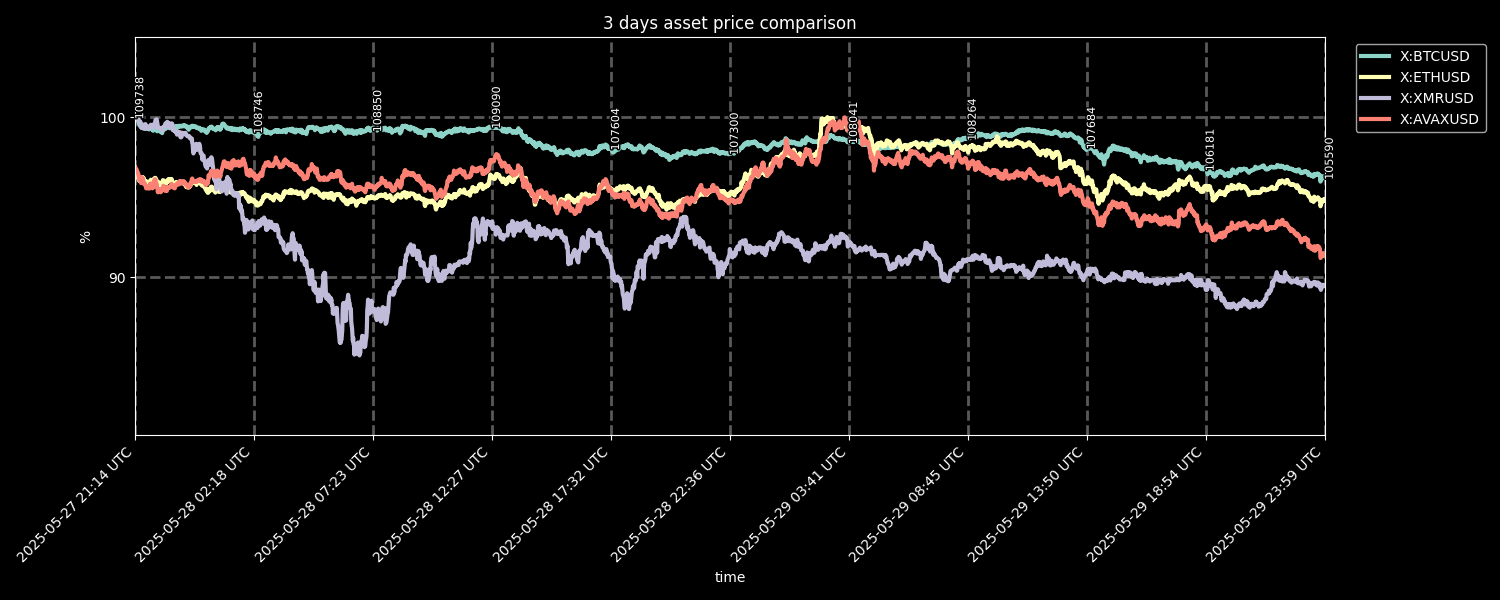 3 days asset price comparison
X:BTCUSD
X:ETHUSD
X:XMRUSD
X:AVAXUSD
109738
108746
108850
109090
107604
107300
108041
108264
107684
106181
105590
100
90
%
2025-05-27 21:14 UTC
2025-05-28 02:18 UTC
2025-05-28 07:23 UTC
2025-05-28 12:27 UTC
2025-05-28 17:32 UTC
2025-05-28 22:36 UTC
2025-05-29 03:41 UTC
2025-05-29 08:45 UTC
2025-05-29 13:50 UTC
2025-05-29 18:54 UTC
2025-05-29 23:59 UTC
time